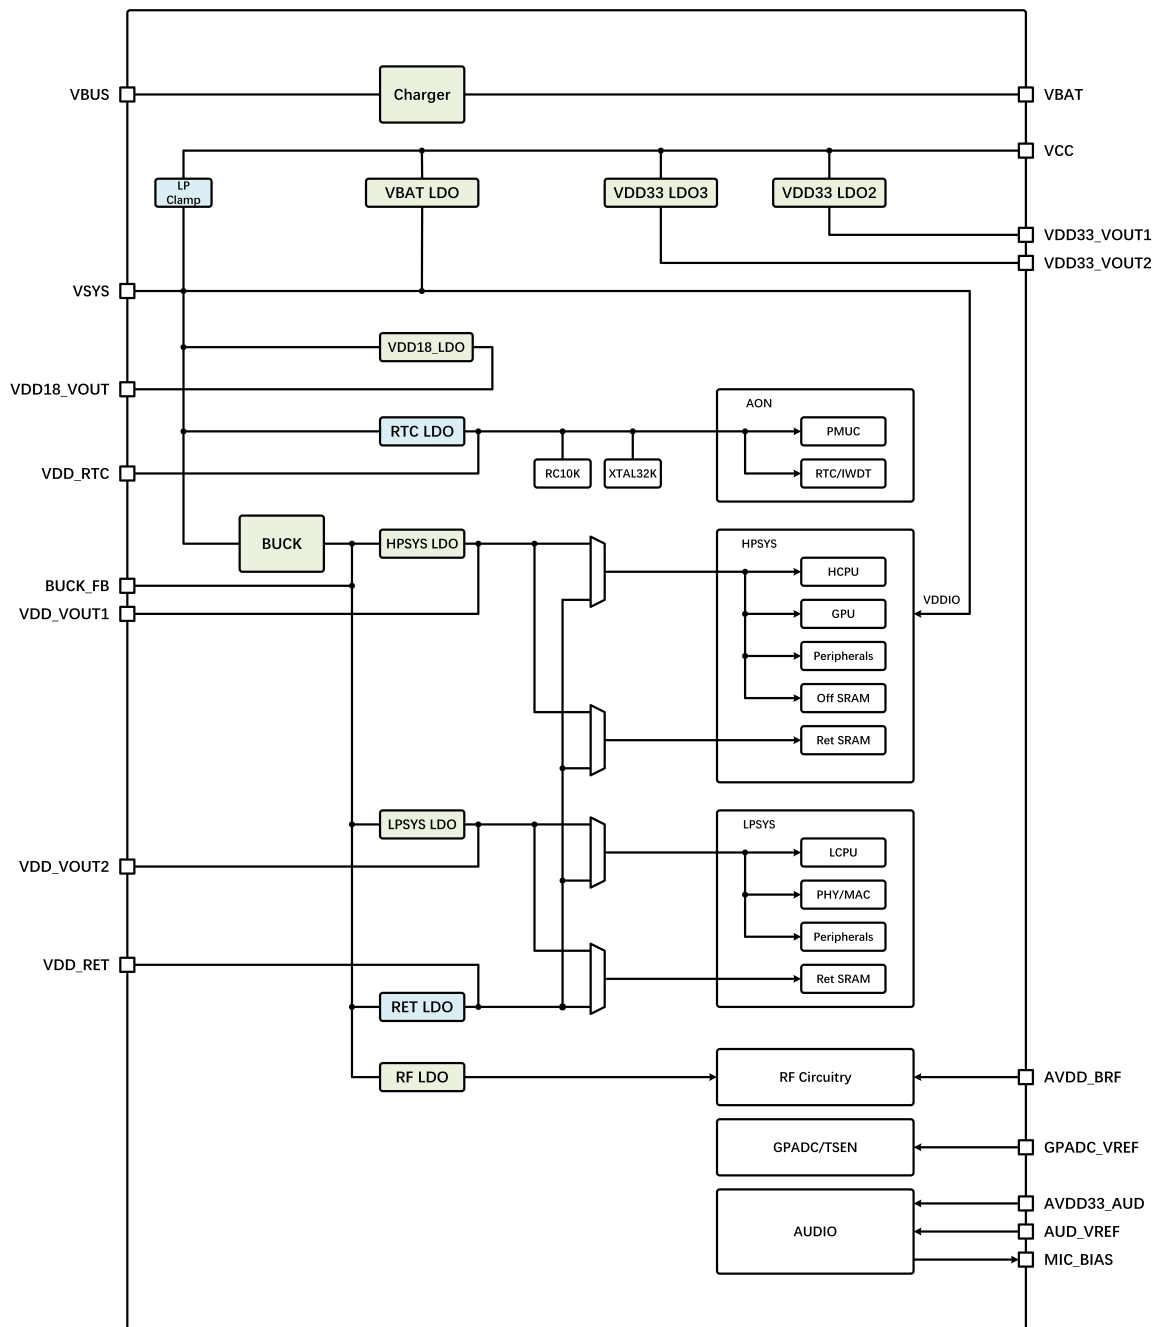 VBUS
Charger
VBAT
VCC
LP
Clamp
VBAT LDO
VDD33 LDO3
VDD33 LDO2
VDD33_VOUT1
VDD33_VOUT2
VSYS
VDD18_LDO
VDD18_VOUT
AON
RTC LDO
PMUC
VDD_RTC
RC10K
XTAL32K
RTC/IWDT
BUCK
HPSYS LDO
HPSYS
HCPU
BUCK_FB
VDD_VOUT1
GPU
VDDIO
Peripherals
Off SRAM
Ret SRAM
LPSYS LDO
LPSYS
LCPU
VDD_VOUT2
PHY/MAC
Peripherals
VDD_RET
Ret SRAM
RET LDO
RF LDO
RF Circuitry
AVDD_BRF
GPADC/TSEN
GPADC_VREF
AVDD33_AUD
AUDIO
AUD_VREF
MIC_BIAS